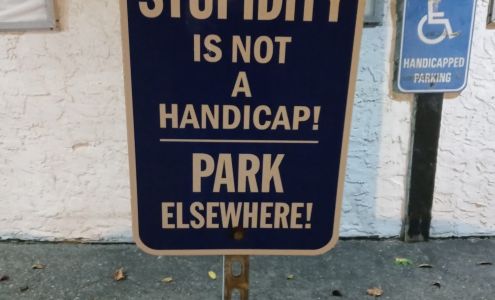 STUPIDITY
IS NOT
A
HANDICAP!
PARK
ELSEWHERE!
HANDICAPPED
PARKING